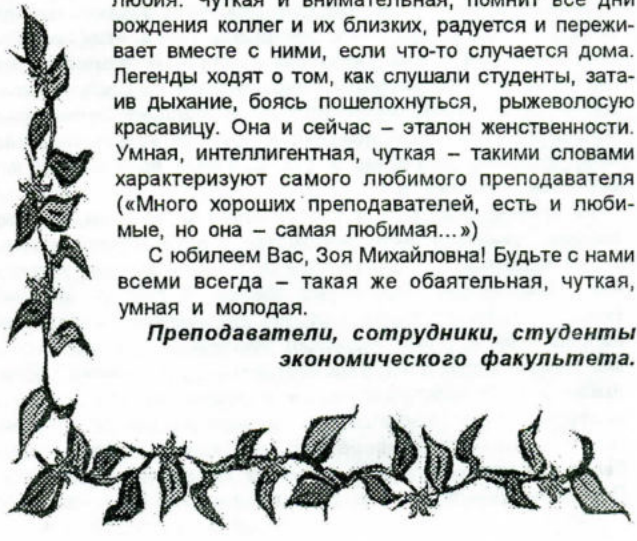 любия. Чуткая и внимательная, помнит все дни
рождения коллег и их близких, радуется и пережи-
вает вместе с ними, если что-то случается дома.
Легенды ходят о том, как слушали студенты, зата-
ив дыхание, боясь пошелохнуться, рыжеволосую
красавицу. Она и сейчас – эталон женственности.
Умная, интеллигентная, чуткая – такими словами
характеризуют самого любимого преподавателя
(«Много хороших преподавателей, есть и люби-
мые, но она – самая любимая...»)
С юбилеем Вас, Зоя Михайловна! Будьте с нами
всеми всегда – такая же обаятельная, чуткая,
умная и молодая.
Преподаватели, сотрудники, студенты
экономического факультета.